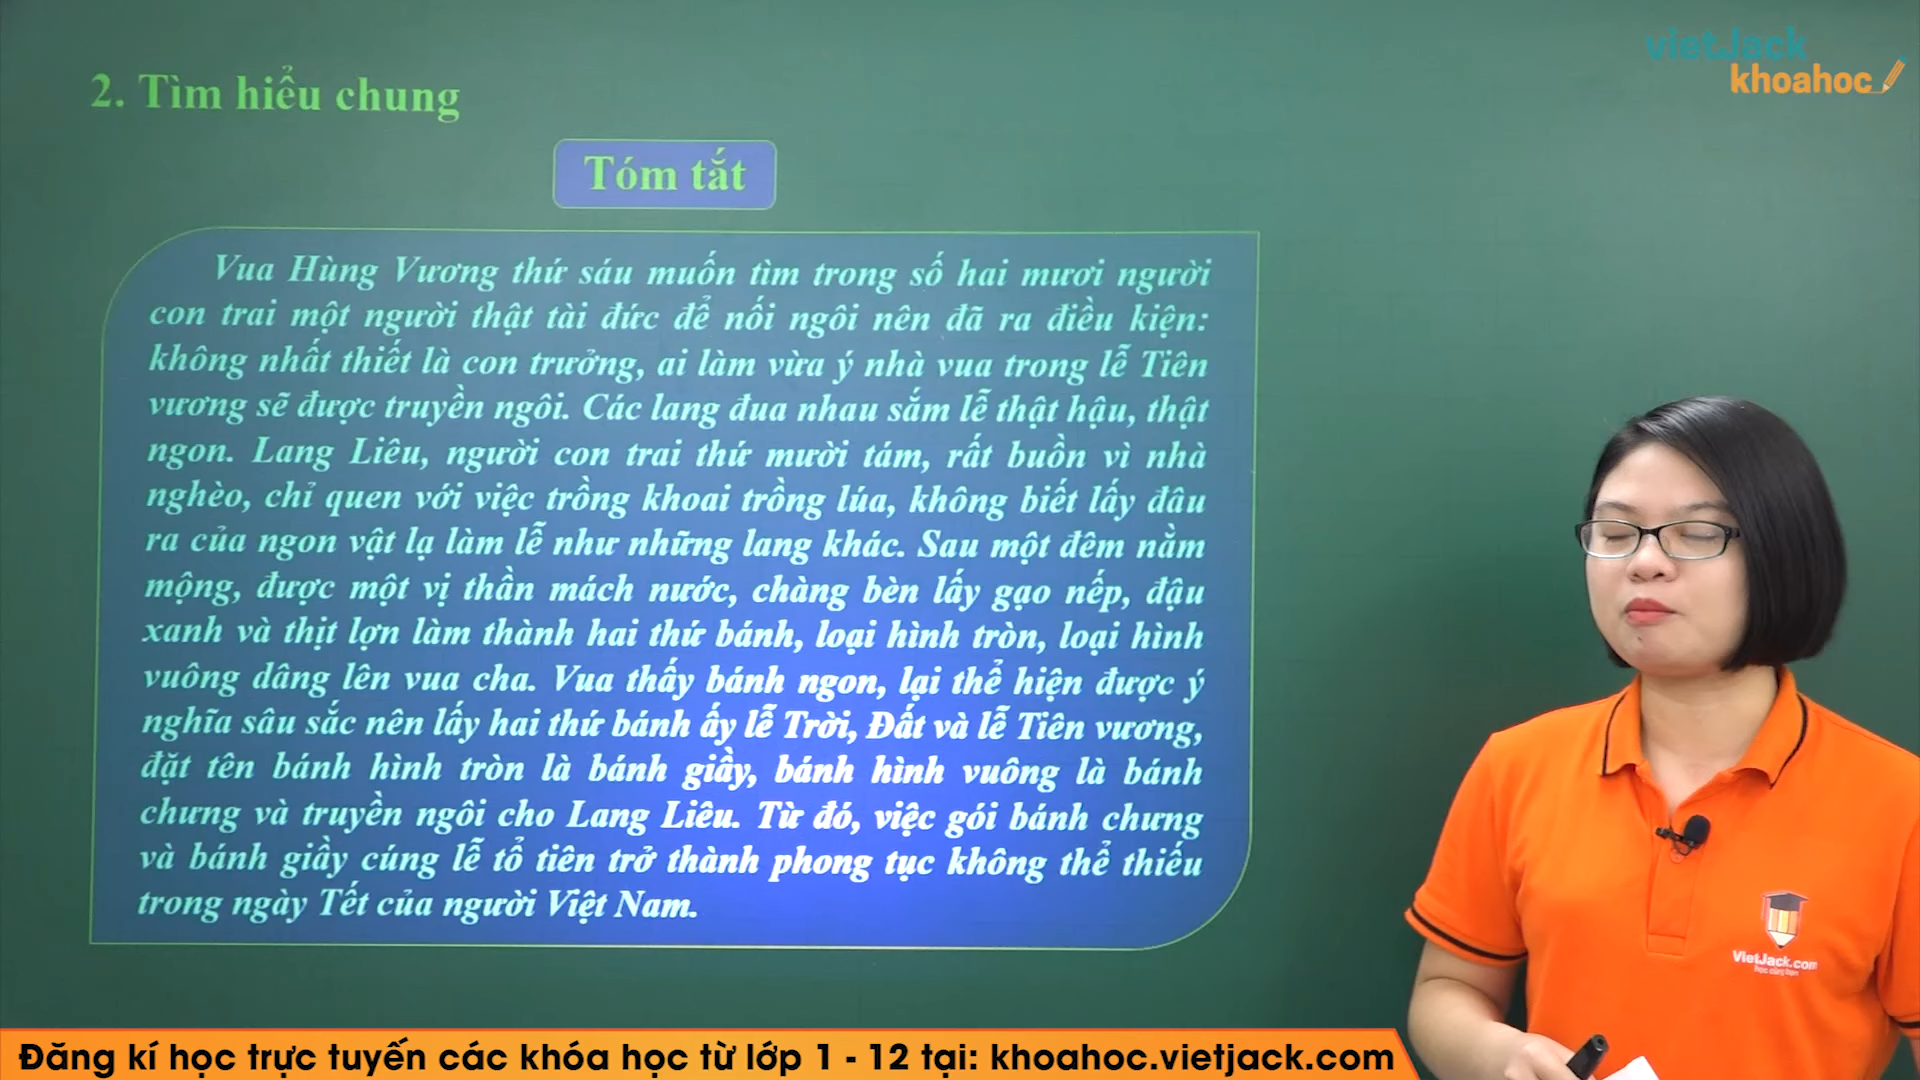 vietJack
khoahoc
2. Tìm hiểu chung
Tóm tắt
Vua Hùng Vương thứ sáu muốn tìm trong số hai mươi người
con trai một người thật tài đức để nối ngôi nên đã ra điều kiện:
không nhất thiết là con trưởng, ai làm vừa ý nhà vua trong lễ Tiên
vương sẽ được truyền ngôi. Các lang đua nhau sắm lễ thật hậu, thật
ngon. Lang Liêu, người con trai thứ mười tám, rất buồn vì nhà
nghèo, chỉ quen với việc trồng khoai trồng lúa, không biết lấy đâu
ra của ngon vật lạ làm lễ như những lang khác. Sau một đêm nằm
mộng, được một vị thần mách nước, chàng bèn lấy gạo nếp, đậu
xanh và thịt lợn làm thành hai thứ bánh, loại hình tròn, loại hình
vuông dâng lên vua cha. Vua thấy bánh ngon, lại thể hiện được ý
nghĩa sâu sắc nên lấy hai thứ bánh ấy lễ Trời, Đất và lễ Tiên vương,
đặt tên bánh hình tròn là bánh giầy, bánh hình vuông là bánh
chưng và truyền ngôi cho Lang Liêu. Từ đó, việc gói bánh chưng
và bánh giầy cúng lễ tổ tiên trở thành phong tục không thể thiếu
trong ngày Tết của người Việt Nam.
VietJack.com
học cùng bạn
Đăng kí học trực tuyến các khóa học từ lớp 1 - 12 tại: khoahoc.vietjack.com